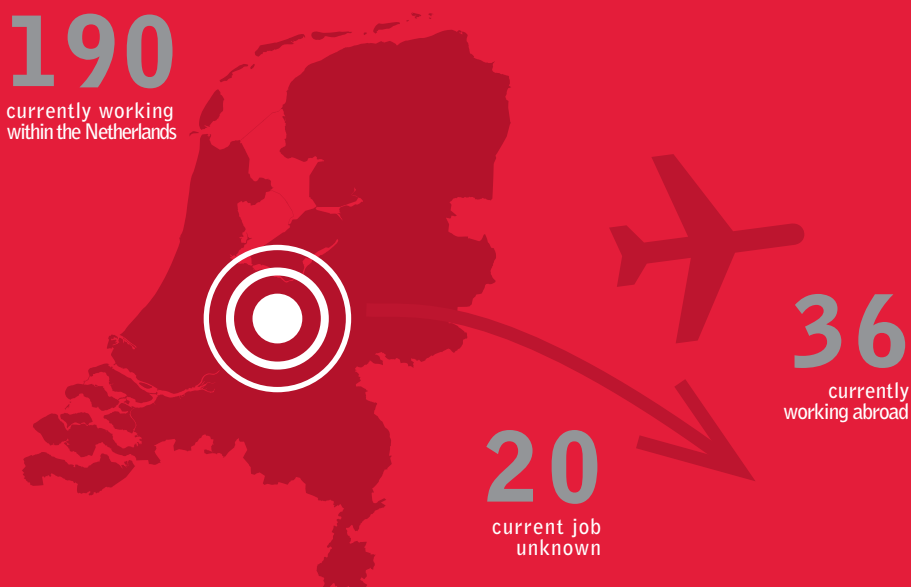 190
currently working
within the Netherlands
36
currently
working abroad
20
current job
unknown